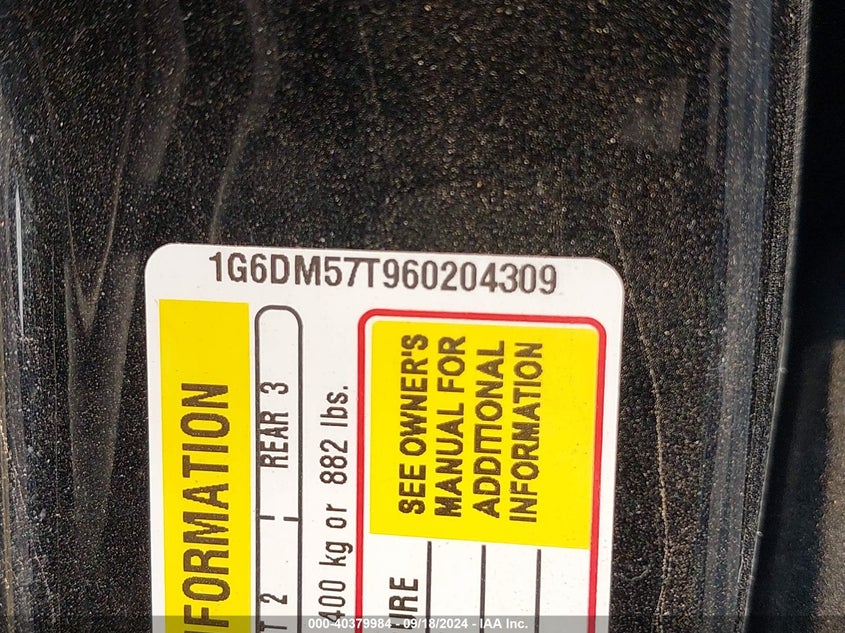 1G6DM57T960204309
INFORMATION
T 2 REAR 3
400 kg or 882 lbs.
URE
SEE OWNER'S
MANUAL FOR
ADDITIONAL
INFORMATION
000-40379984 - 09/18/2024 - IAA Inc.